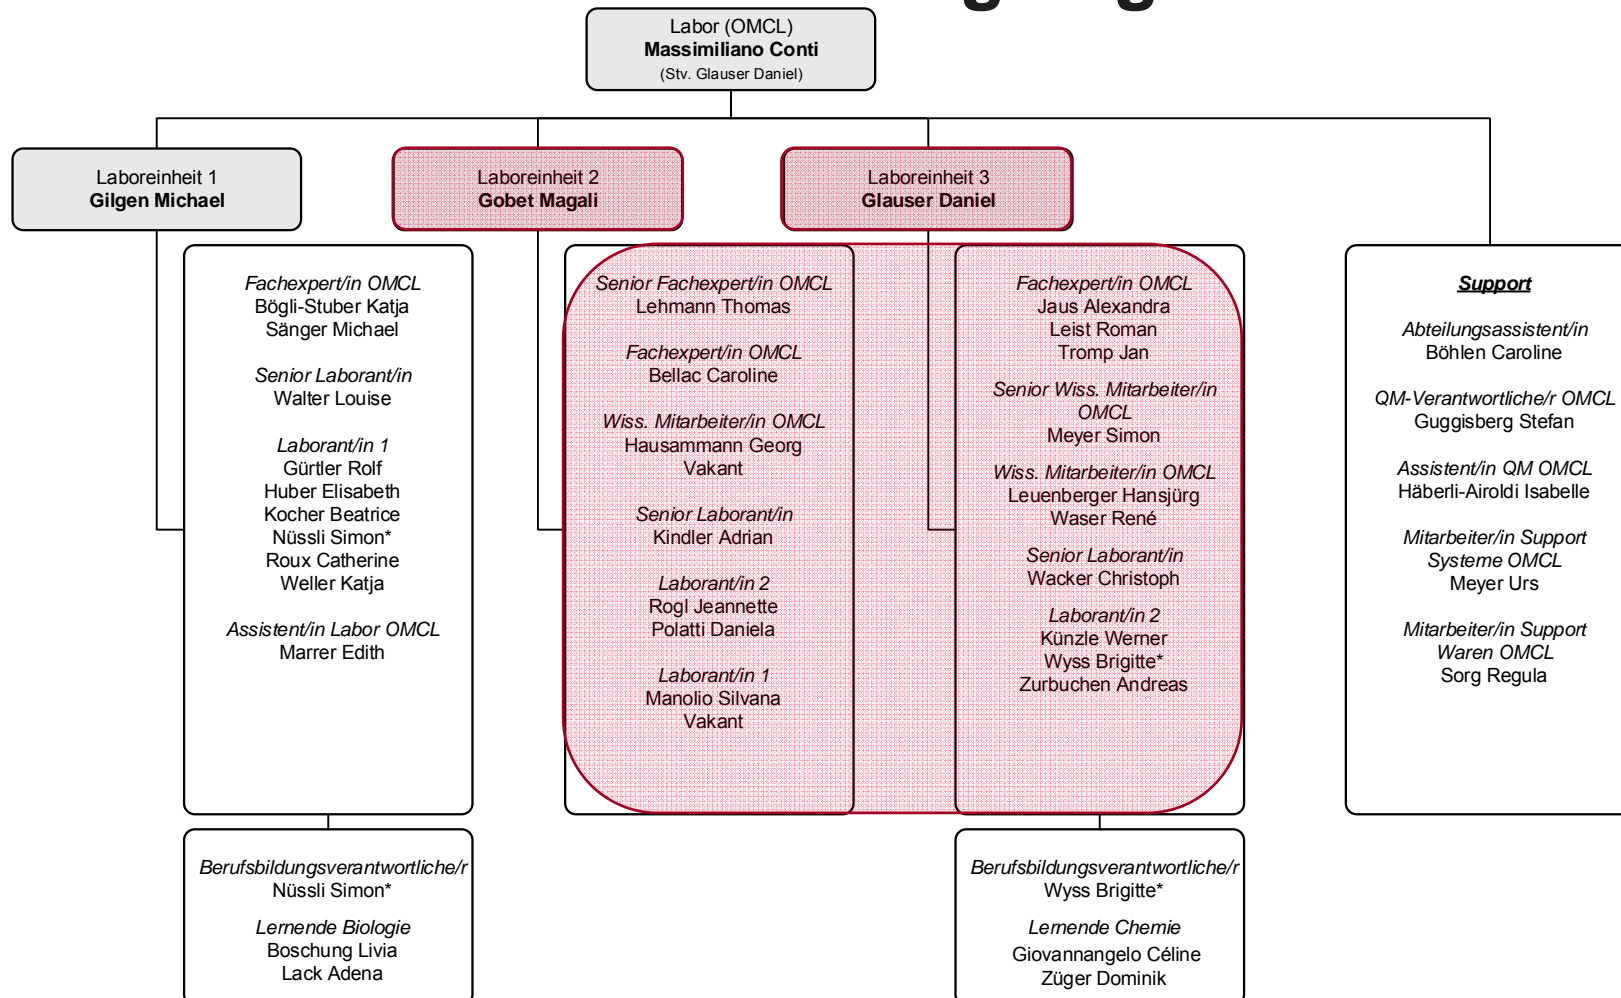 Labor (OMCL)
Massimiliano Conti
(Stv. Glauser Daniel)
Laboreinheit 1
Gilgen Michael
Laboreinheit 2
Gobet Magali
Laboreinheit 3
Glauser Daniel
Fachexpert/in OMCL
Bögli-Stuber Katja
Sänger Michael
Senior Laborant/in
Walter Louise
Laborant/in 1
Gürtler Rolf
Huber Elisabeth
Kocher Beatrice
Nüssli Simon*
Roux Catherine
Weller Katja
Assistent/in Labor OMCL
Marrer Edith
Senior Fachexpert/in OMCL
Lehmann Thomas
Fachexpert/in OMCL
Bellac Caroline
Wiss. Mitarbeiter/in OMCL
Hausammann Georg
Vakant
Senior Laborant/in
Kindler Adrian
Laborant/in 2
Rogl Jeannette
Polatti Daniela
Laborant/in 1
Manolio Silvana
Vakant
Fachexpert/in OMCL
Jaus Alexandra
Leist Roman
Tromp Jan
Senior Wiss. Mitarbeiter/in
OMCL
Meyer Simon
Wiss. Mitarbeiter/in OMCL
Leuenberger Hansjürg
Waser René
Senior Laborant/in
Wacker Christoph
Laborant/in 2
Künzle Werner
Wyss Brigitte*
Zurbuchen Andreas
Support
Abteilungsassistent/in
Böhlen Caroline
QM-Verantwortliche/r OMCL
Guggisberg Stefan
Assistent/in QM OMCL
Häberli-Airoldi Isabelle
Mitarbeiter/in Support
Systeme OMCL
Meyer Urs
Mitarbeiter/in Support
Waren OMCL
Sorg Regula
Berufsbildungsverantwortliche/r
Nüssli Simon*
Lernende Biologie
Boschung Livia
Lack Adena
Berufsbildungsverantwortliche/r
Wyss Brigitte*
Lernende Chemie
Giovannangelo Céline
Züger Dominik